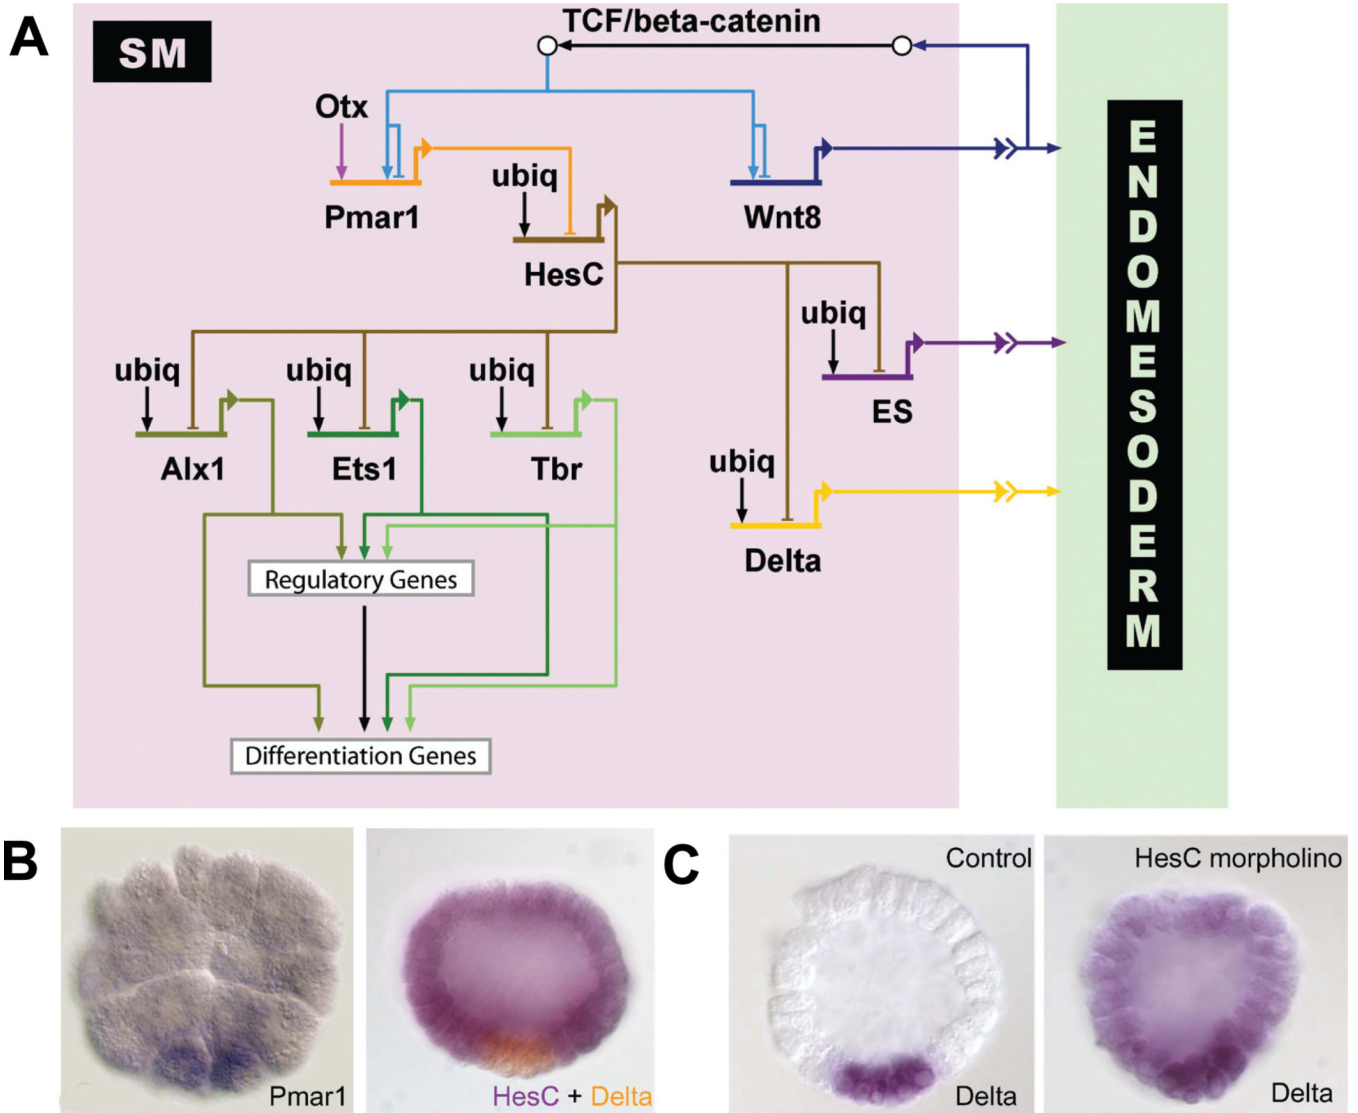 A
SM
TCF/beta-catenin
Otx
Pmar1
ubiq
HesC
Wnt8
ubiq
ES
ubiq
Alx1
ubiq
Ets1
ubiq
Tbr
ubiq
Delta
Regulatory Genes
Differentiation Genes
ENDOMESODERM
B
Pmar1
HesC + Delta
C
Control
Delta
HesC morpholino
Delta